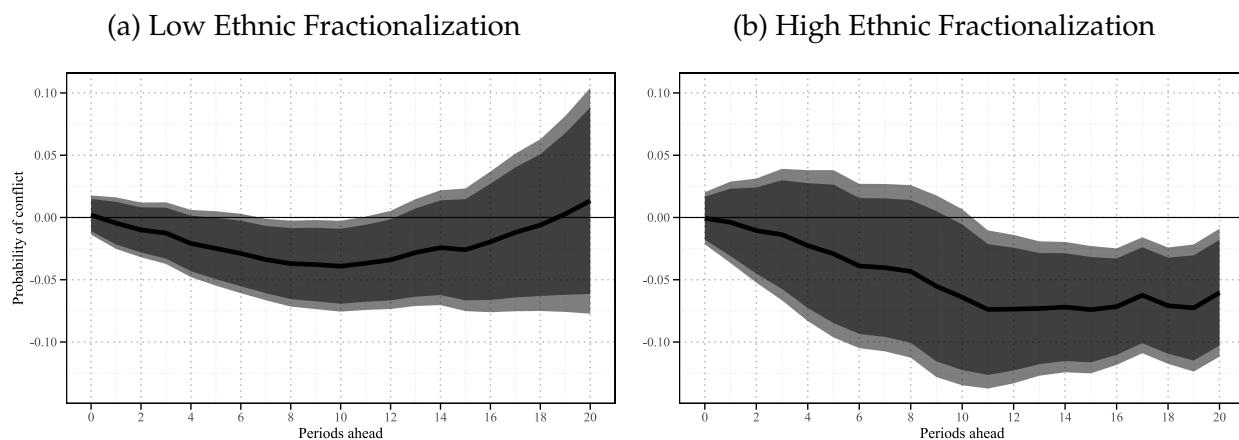 (a) Low Ethnic Fractionalization
(b) High Ethnic Fractionalization
Probability of conflict
0.10
0.05
0.00
-0.05
-0.10
0 2 4 6 8 10 12 14 16 18 20
Periods ahead
0.10
0.05
0.00
-0.05
-0.10
0 2 4 6 8 10 12 14 16 18 20
Periods ahead